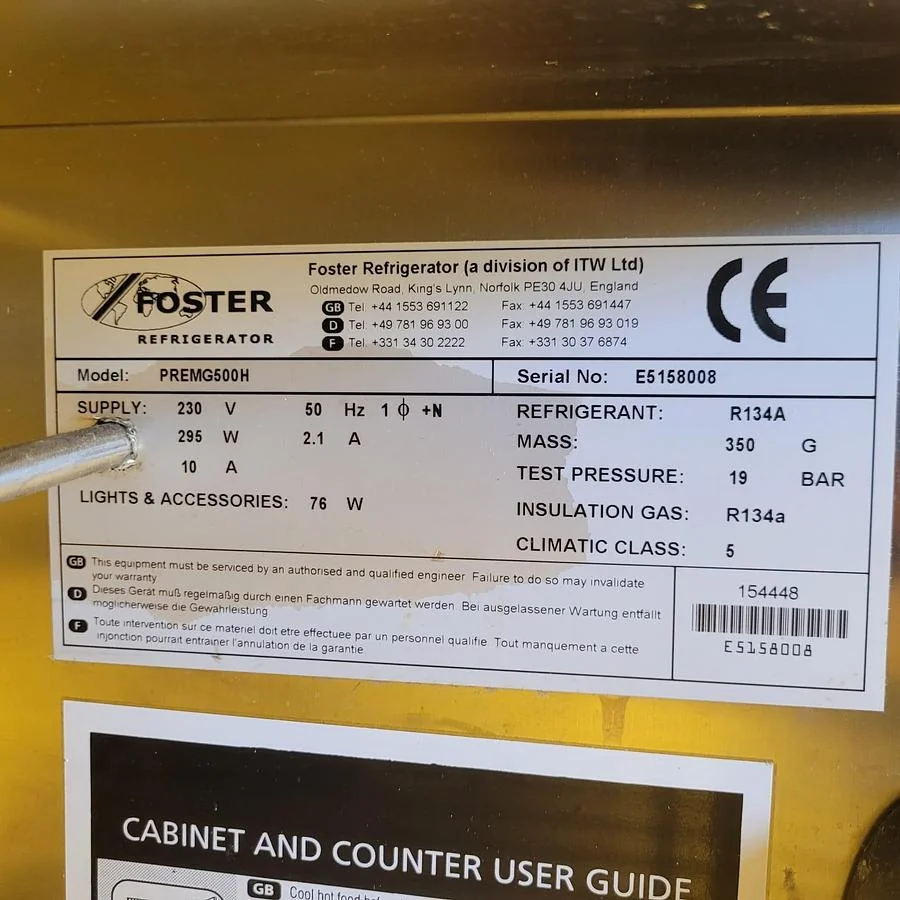 FOSTER
REFRIGERATOR
Foster Refrigerator (a division of ITW Ltd)
Oldmedow Road, King's Lynn, Norfolk PE30 4JU, England
GB Tel: +44 1553 691122 Fax: +44 1553 691447
D Tel: +49 781 96 93 00 Fax: +49 781 96 93 019
F Tel: +331 34 30 2222 Fax: +331 30 37 6874
CE
Model: PREMG500H
Serial No: E5158008
SUPPLY: 230 V 50 Hz 1 ϕ +N
295 W 2.1 A
10 A
LIGHTS & ACCESSORIES: 76 W
REFRIGERANT: R134A
MASS: 350 G
TEST PRESSURE: 19 BAR
INSULATION GAS: R134a
CLIMATIC CLASS: 5
GB This equipment must be serviced by an authorised and qualified engineer Failure to do so may invalidate
your warranty
D Dieses Gerät muß regelmaßig durch einen Fachmann gewartet werden Bei ausgelassener Wartung entfällt
moglicherweise die Gewahrleistung
F Toute intervention sur ce materiel doit etre effectuee par un personnel qualifie Tout manquement a cette
injonction pourrait entrainer l'annulation de la garantie
154448
E5158008
CABINET AND COUNTER USER GUIDE
GB Cool hot food